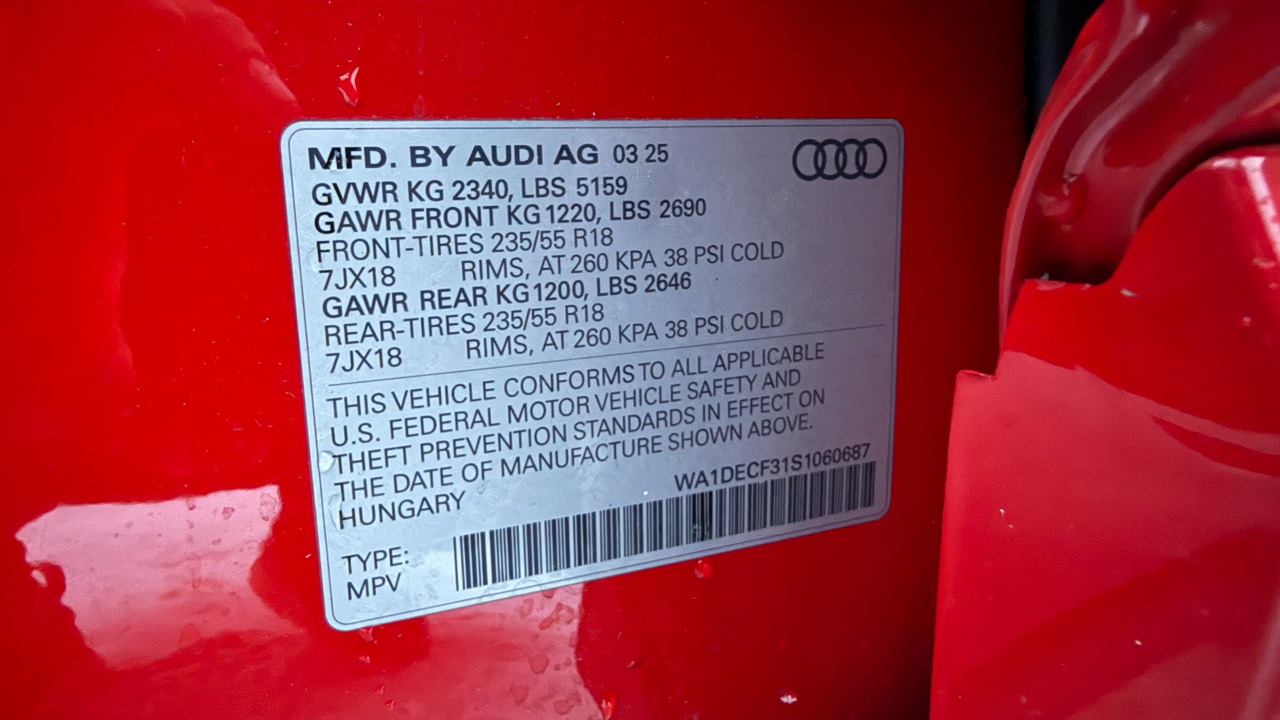 MFD. BY AUDI AG 03 25
GVWR KG 2340, LBS 5159
GAWR FRONT KG 1220, LBS 2690
FRONT-TIRES 235/55 R18
7JX18 RIMS, AT 260 KPA 38 PSI COLD
GAWR REAR KG 1200, LBS 2646
REAR-TIRES 235/55 R18
7JX18 RIMS, AT 260 KPA 38 PSI COLD
THIS VEHICLE CONFORMS TO ALL APPLICABLE
U.S. FEDERAL MOTOR VEHICLE SAFETY AND
THEFT PREVENTION STANDARDS IN EFFECT ON
THE DATE OF MANUFACTURE SHOWN ABOVE.
HUNGARY WA1DECF31S1060687
TYPE:
MPV